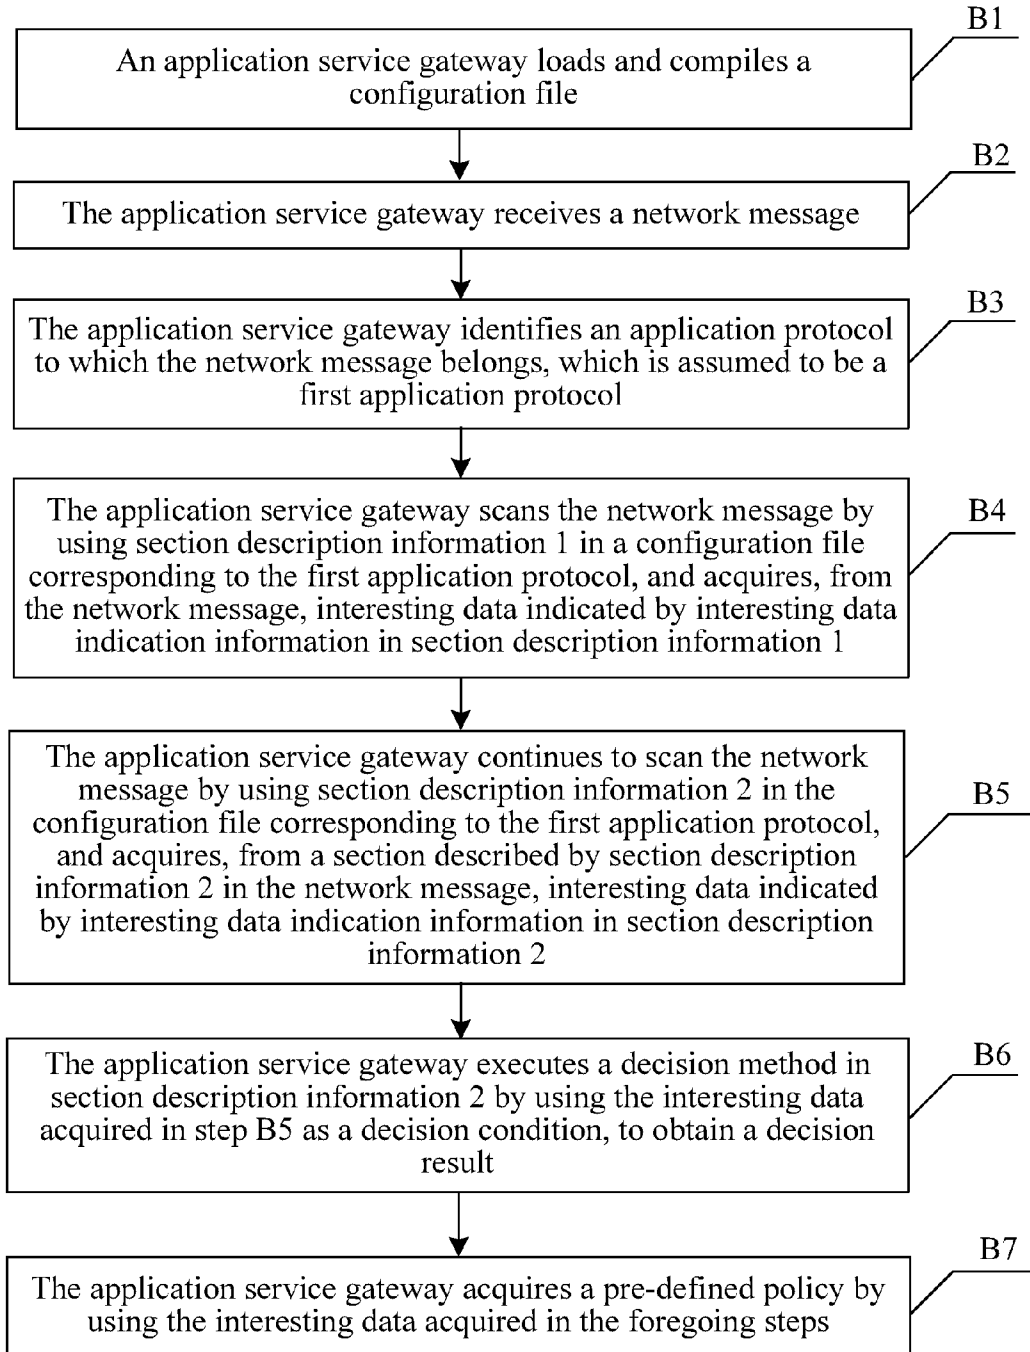 B1
An application service gateway loads and compiles a
configuration file
B2
The application service gateway receives a network message
B3
The application service gateway identifies an application protocol
to which the network message belongs, which is assumed to be a
first application protocol
B4
The application service gateway scans the network message by
using section description information 1 in a configuration file
corresponding to the first application protocol, and acquires, from
the network message, interesting data indicated by interesting data
indication information in section description information 1
B5
The application service gateway continues to scan the network
message by using section description information 2 in the
configuration file corresponding to the first application protocol,
and acquires, from a section described by section description
information 2 in the network message, interesting data indicated
by interesting data indication information in section description
information 2
B6
The application service gateway executes a decision method in
section description information 2 by using the interesting data
acquired in step B5 as a decision condition, to obtain a decision
result
B7
The application service gateway acquires a pre-defined policy by
using the interesting data acquired in the foregoing steps